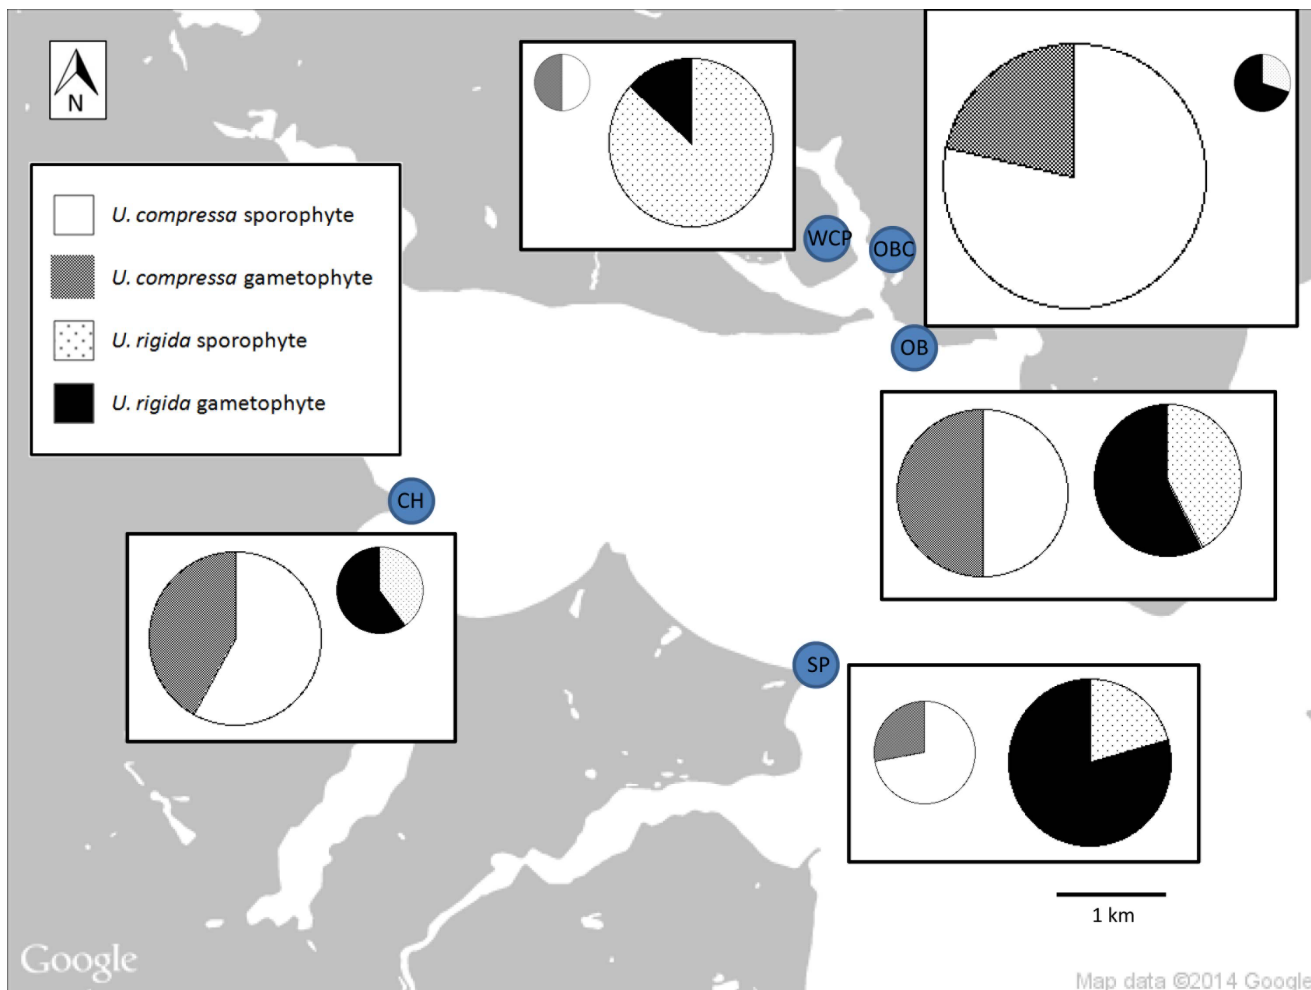 N
U. compressa sporophyte
U. compressa gametophyte
U. rigida sporophyte
U. rigida gametophyte
WCP
OBC
OB
CH
SP
1 km
Google
Map data ©2014 Google